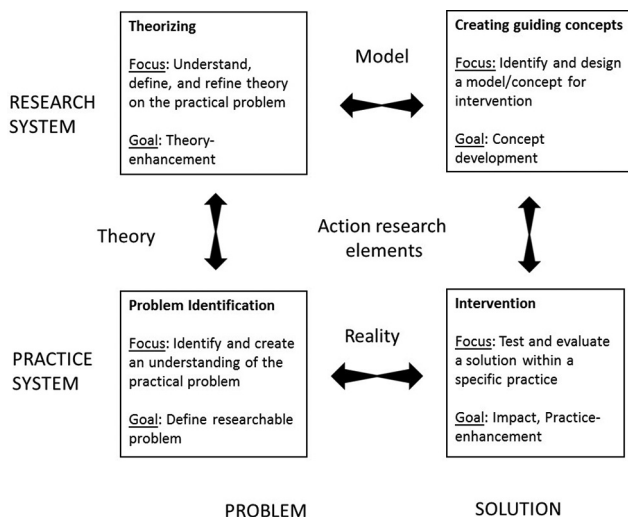 Theorizing
Focus: Understand,
define, and refine theory
on the practical problem
Goal: Theory-
enhancement
Model
Creating guiding concepts
Focus: Identify and design
a model/concept for
intervention
Goal: Concept
development
RESEARCH
SYSTEM
Theory
Action research
elements
Problem Identification
Focus: Identify and create
an understanding of the
practical problem
Goal: Define researchable
problem
Reality
Intervention
Focus: Test and evaluate
a solution within a
specific practice
Goal: Impact, Practice-
enhancement
PRACTICE
SYSTEM
PROBLEM
SOLUTION